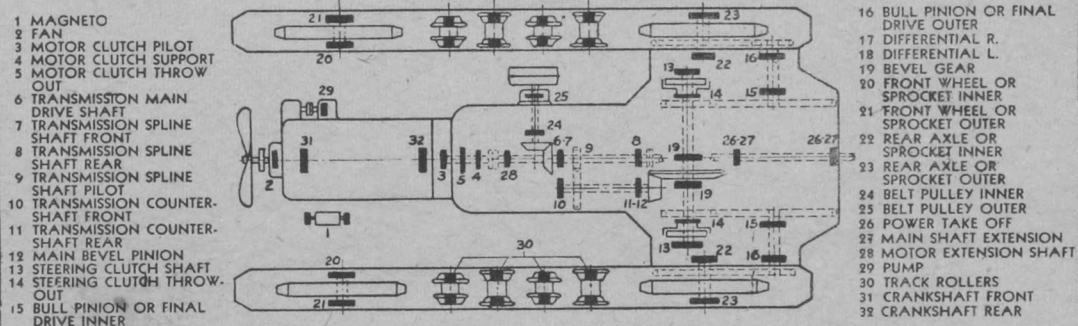 1 MAGNETO
2 FAN
3 MOTOR CLUTCH PILOT
4 MOTOR CLUTCH SUPPORT
5 MOTOR CLUTCH THROW
OUT
6 TRANSMISSION MAIN
DRIVE SHAFT
7 TRANSMISSION SPLINE
SHAFT FRONT
8 TRANSMISSION SPLINE
SHAFT REAR
9 TRANSMISSION SPLINE
SHAFT PILOT
10 TRANSMISSION COUNTER-
SHAFT FRONT
11 TRANSMISSION COUNTER-
SHAFT REAR
12 MAIN BEVEL PINION
13 STEERING CLUTCH SHAFT
14 STEERING CLUTCH THROW-
OUT
15 BULL PINION OR FINAL
DRIVE INNER
21
23
20
22
13
16
14
15
29
25
24
31
32
6-7
9
8
19
26-27
26-27
2
3
5
4
28
10
11-12
19
1
14
15
13
22
16
30
20
21
23
16 BULL PINION OR FINAL
DRIVE OUTER
17 DIFFERENTIAL R.
18 DIFFERENTIAL L.
19 BEVEL GEAR
20 FRONT WHEEL OR
SPROCKET INNER
21 FRONT WHEEL OR
SPROCKET OUTER
22 REAR AXLE OR
SPROCKET INNER
23 REAR AXLE OR
SPROCKET OUTER
24 BELT PULLEY INNER
25 BELT PULLEY OUTER
26 POWER TAKE OFF
27 MAIN SHAFT EXTENSION
28 MOTOR EXTENSION SHAFT
29 PUMP
30 TRACK ROLLERS
31 CRANKSHAFT FRONT
32 CRANKSHAFT REAR